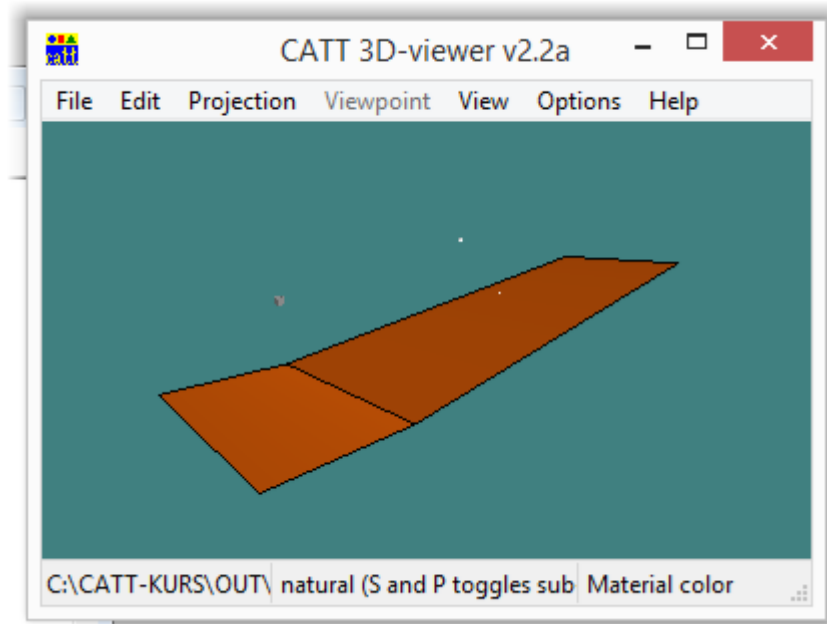 catt
CATT 3D-viewer v2.2a
File Edit Projection Viewpoint View Options Help
C:\CATT-KURS\OUT\ natural (S and P toggles sub Material color